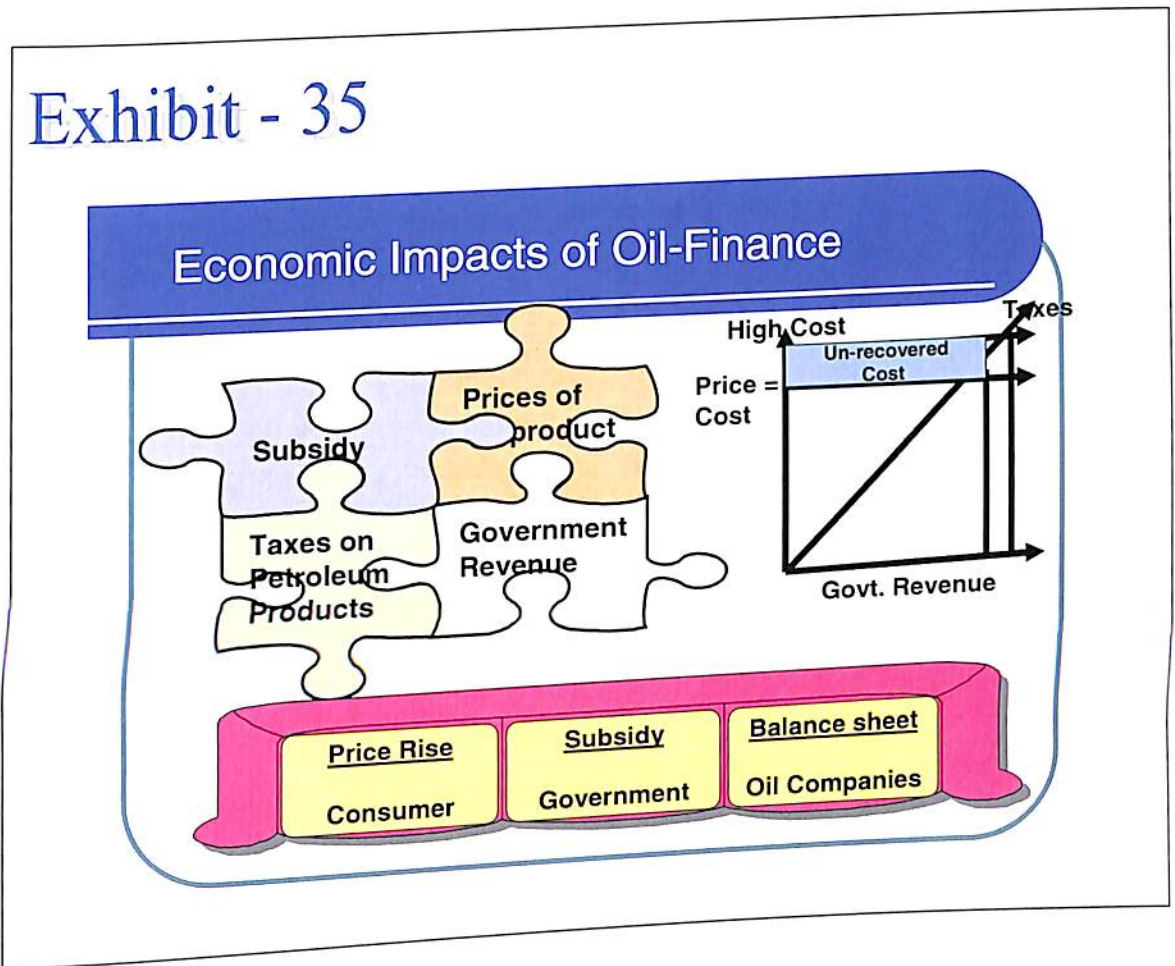 Exhibit - 35
Economic Impacts of Oil-Finance
Subsidy
Prices of
product
Taxes on
Petroleum
Products
Government
Revenue
High Cost
Taxes
Un-recovered
Cost
Price =
Cost
Govt. Revenue
Price Rise
Consumer
Subsidy
Government
Balance sheet
Oil Companies